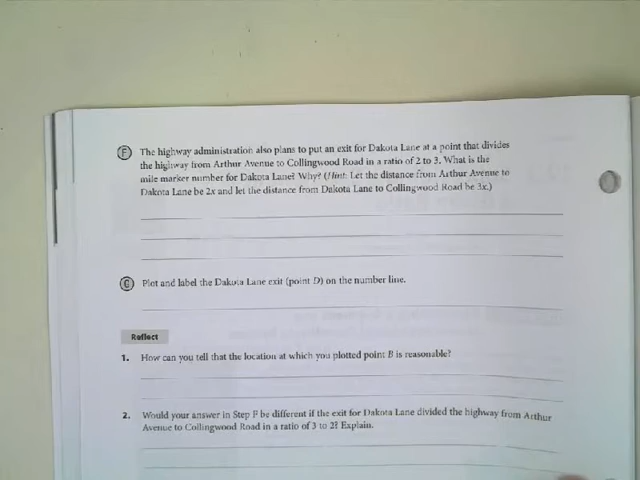 F The highway administration also plans to put an exit for Dakota Lane at a point that divides
the highway from Arthur Avenue to Collingwood Road in a ratio of 2 to 3. What is the
mile marker number for Dakota Lane? Why? (Hint: Let the distance from Arthur Avenue to
Dakota Lane be 2x and let the distance from Dakota Lane to Collingwood Road be 3x.)
G Plot and label the Dakota Lane exit (point D) on the number line.
Reflect
1. How can you tell that the location at which you plotted point B is reasonable?
2. Would your answer in Step F be different if the exit for Dakota Lane divided the highway from Arthur
Avenue to Collingwood Road in a ratio of 3 to 2? Explain.